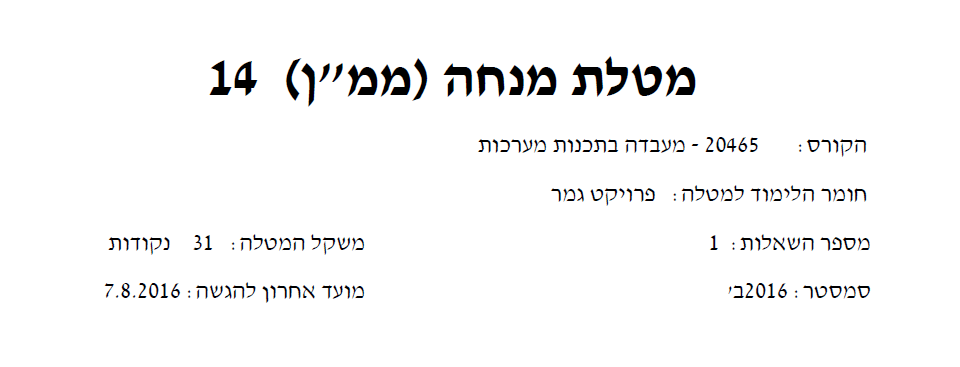 מטלת מנחה (ממ״ן) 14
הקורס: 20465 - מעבדה בתכנות מערכות
חומר הלימוד למטלה: פרויקט גמר
מספר השאלות: 1 משקל המטלה: 31 נקודות
סמסטר: 2016ב׳ מועד אחרון להגשה: 7.8.2016